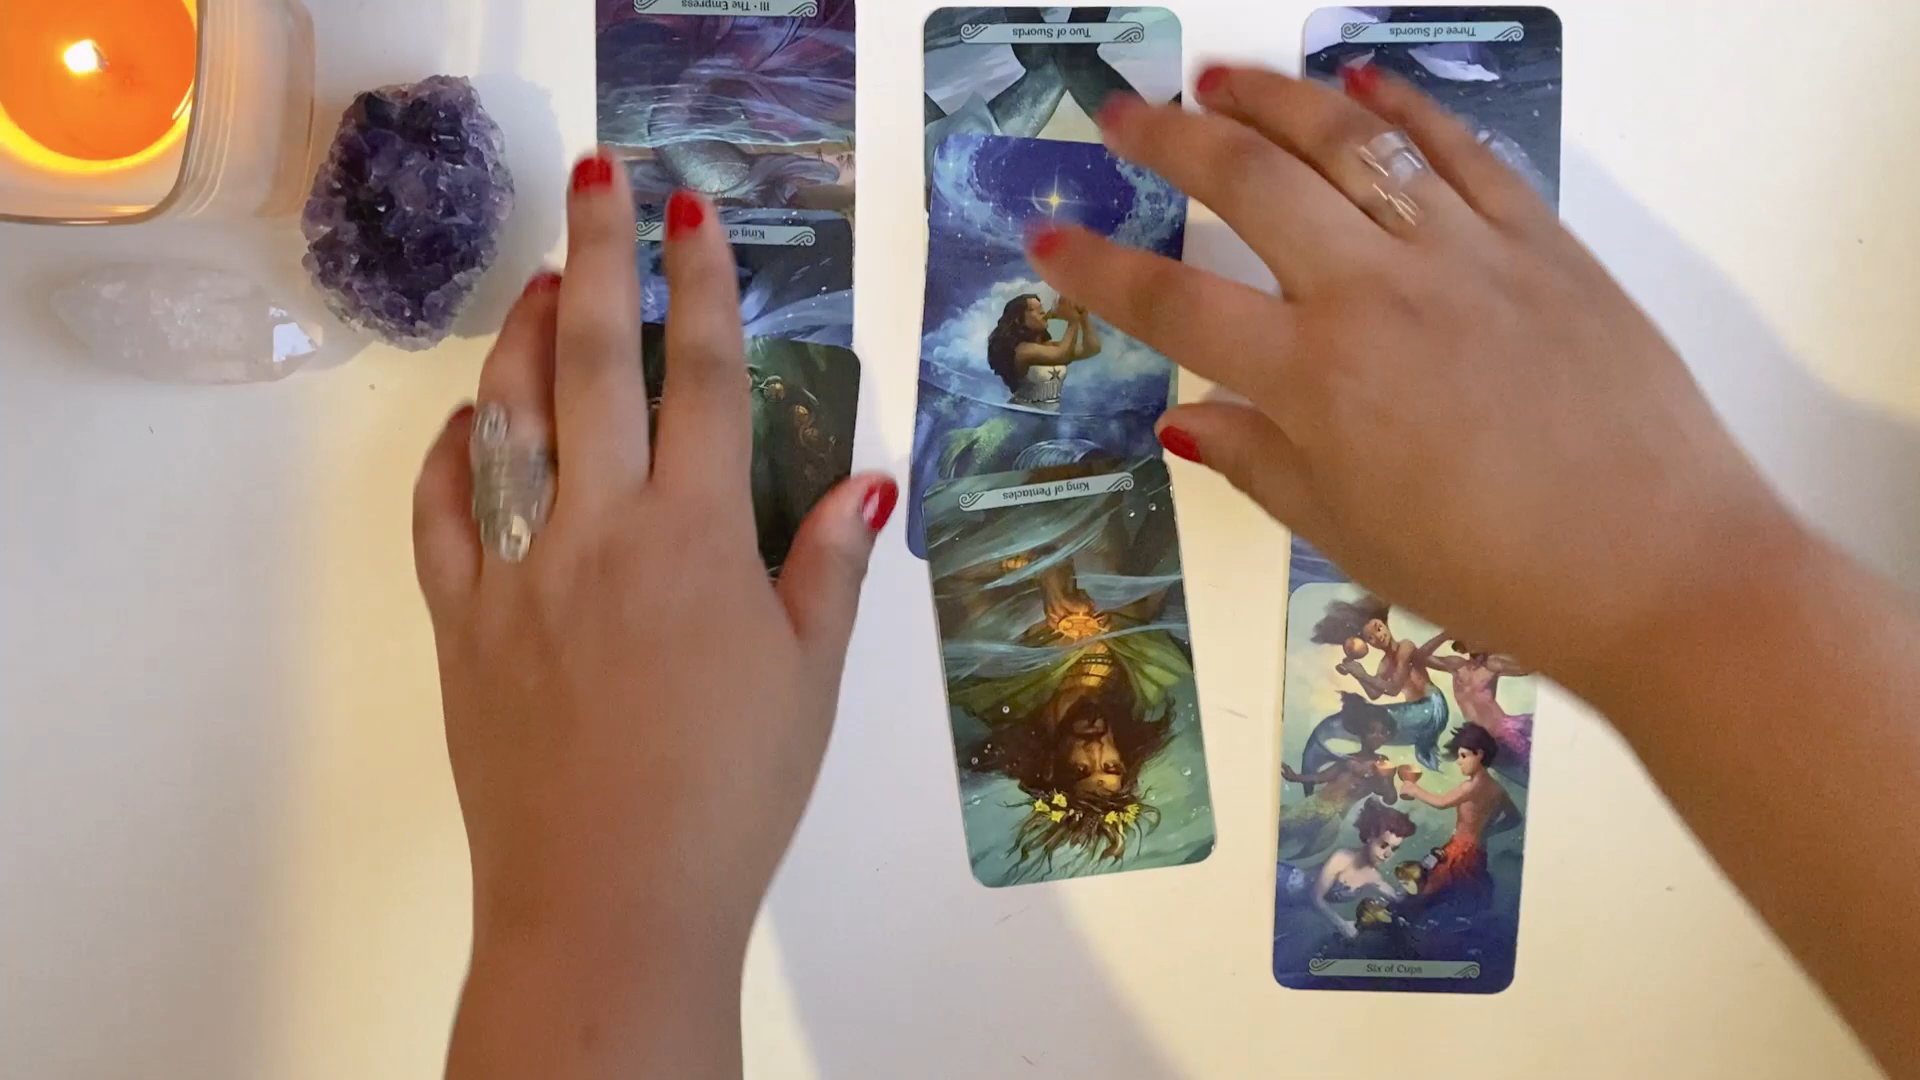 III · The Empress
Two of Swords
Three of Swords
King of
King of Pentacles
Six of Cups